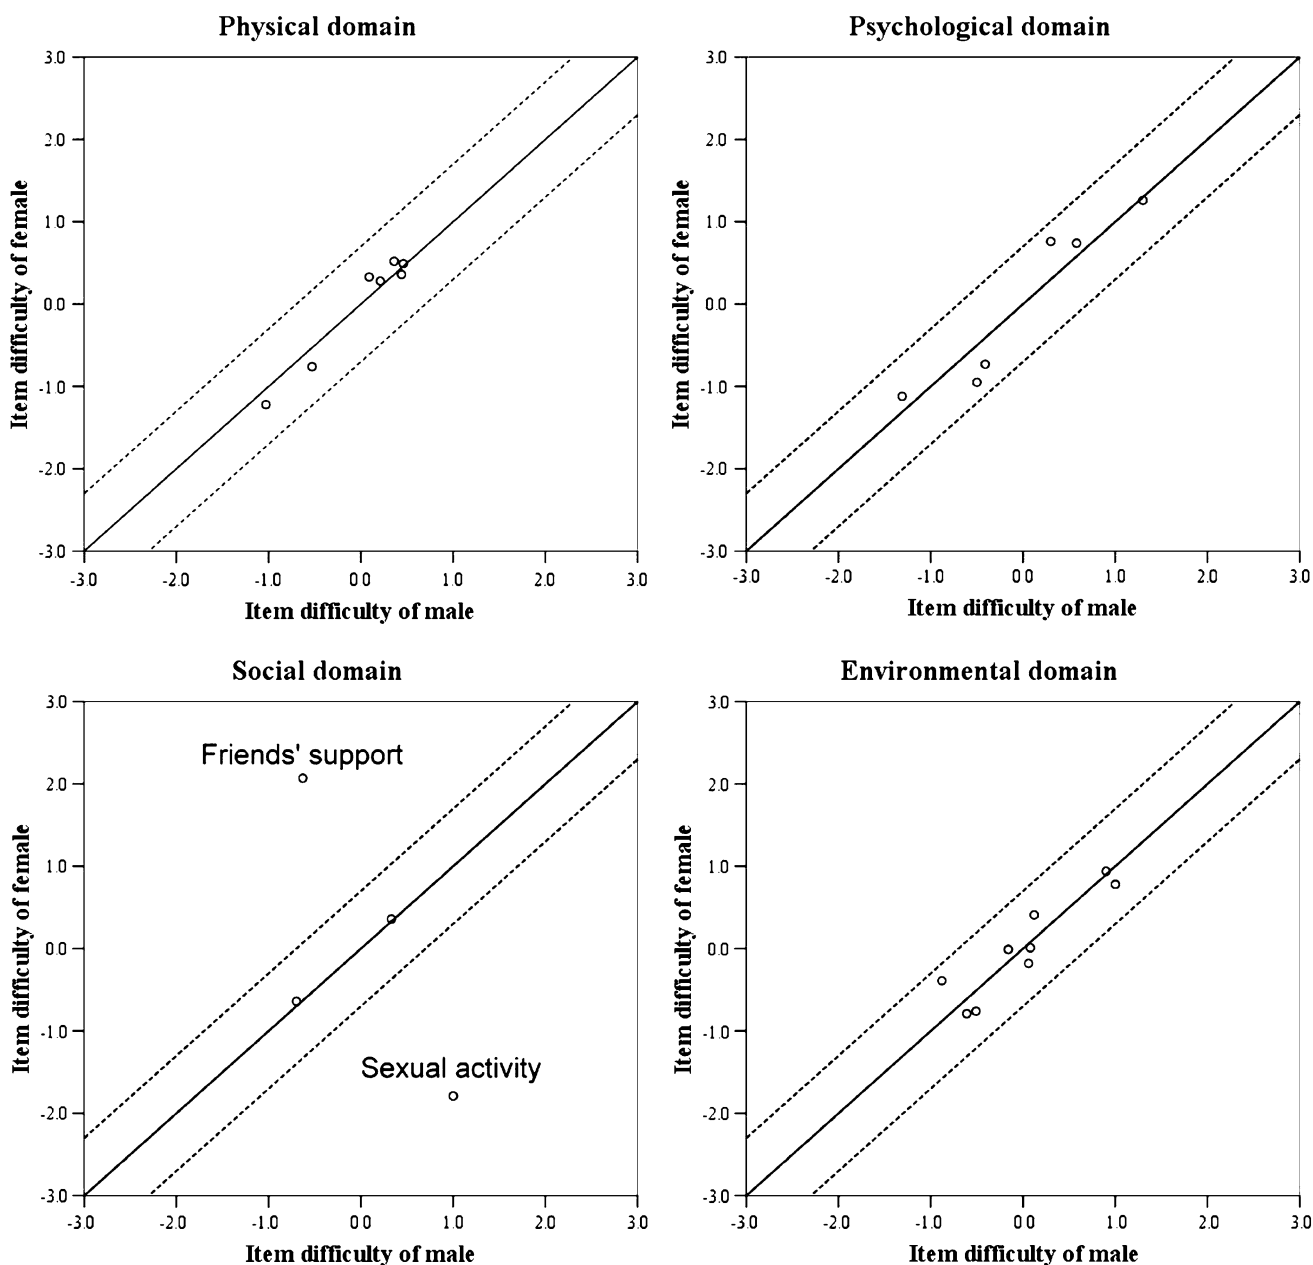 Physical domain
3.0
2.0
1.0
0.0
-1.0
-2.0
-3.0
-3.0 -2.0 -1.0 0.0 1.0 2.0 3.0
Item difficulty of female
Item difficulty of male
Psychological domain
3.0
2.0
1.0
0.0
-1.0
-2.0
-3.0
-3.0 -2.0 -1.0 0.0 1.0 2.0 3.0
Item difficulty of female
Item difficulty of male
Social domain
3.0
2.0
1.0
0.0
-1.0
-2.0
-3.0
-3.0 -2.0 -1.0 0.0 1.0 2.0 3.0
Friends' support
Sexual activity
Item difficulty of female
Item difficulty of male
Environmental domain
3.0
2.0
1.0
0.0
-1.0
-2.0
-3.0
-3.0 -2.0 -1.0 0.0 1.0 2.0 3.0
Item difficulty of female
Item difficulty of male